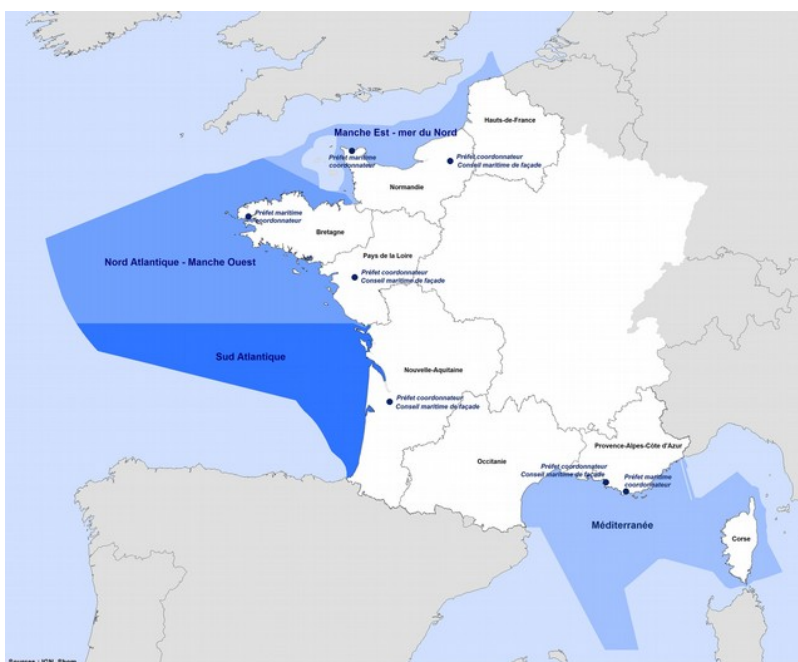 Hauts-de-France
Manche Est - mer du Nord
Préfet maritime
coordonnateur
Préfet coordonnateur
Conseil maritime de façade
Normandie
Préfet maritime
coordonnateur
Bretagne
Pays de la Loire
Nord Atlantique - Manche Ouest
Préfet coordonnateur
Conseil maritime de façade
Sud Atlantique
Nouvelle-Aquitaine
Préfet coordonnateur
Conseil maritime de façade
Provence-Alpes-Côte d'Azur
Occitanie
Préfet coordonnateur
Conseil maritime de façade
Préfet maritime
coordonnateur
Méditerranée
Corse
Sources : IGN, Shom